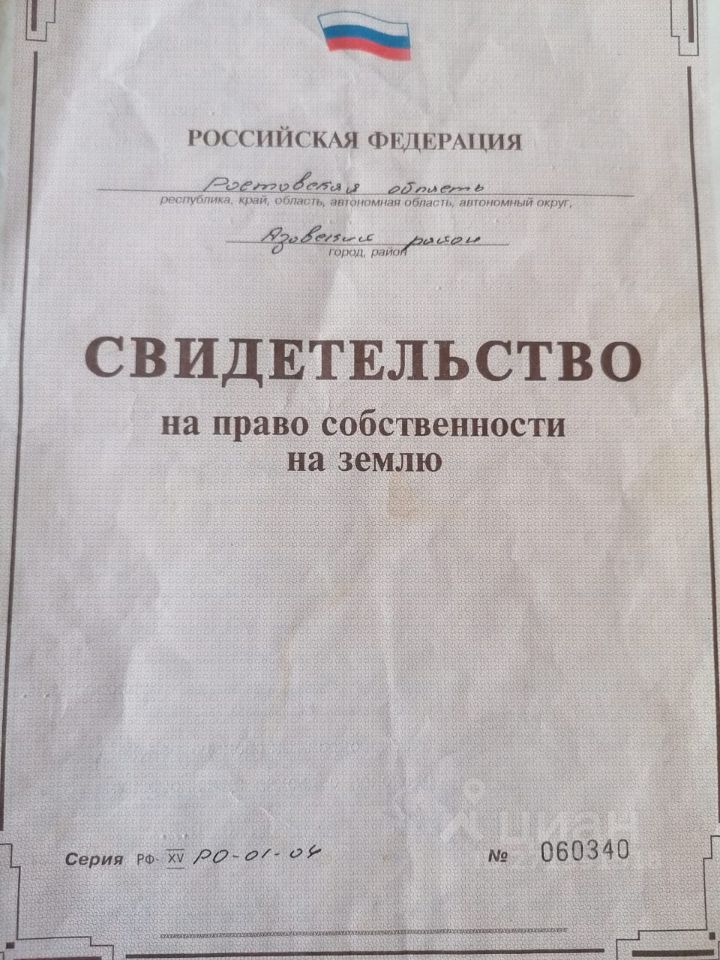 РОССИЙСКАЯ ФЕДЕРАЦИЯ
Ростовская область
республика, край, область, автономная область, автономный округ,
Азовский район
город, район
СВИДЕТЕЛЬСТВО
на право собственности
на землю
циан
Серия РФ- XV РО-01-04 № 060340